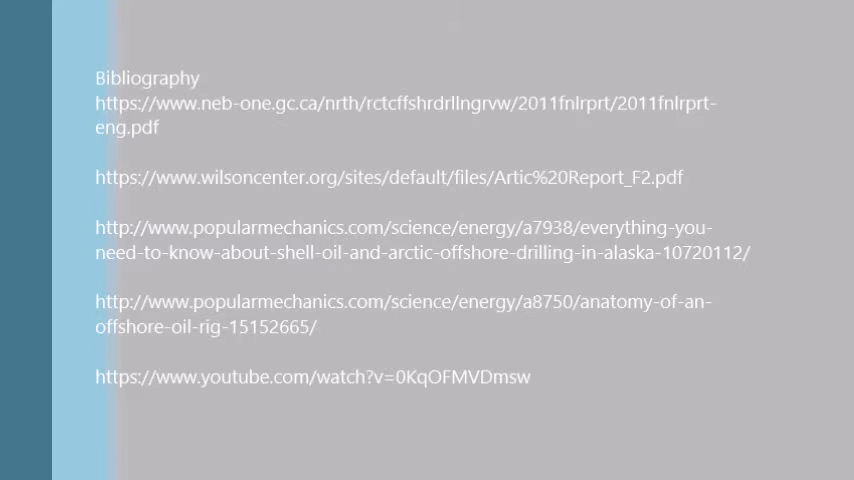 Bibliography
https://www.neb-one.gc.ca/nrth/rctcffshrdrllngrvw/2011fnlrprt/2011fnlrprt-
eng.pdf
https://www.wilsoncenter.org/sites/default/files/Artic%20Report_F2.pdf
http://www.popularmechanics.com/science/energy/a7938/everything-you-
need-to-know-about-shell-oil-and-arctic-offshore-drilling-in-alaska-10720112/
http://www.popularmechanics.com/science/energy/a8750/anatomy-of-an-
offshore-oil-rig-15152665/
https://www.youtube.com/watch?v=0KqOFMVDmsw